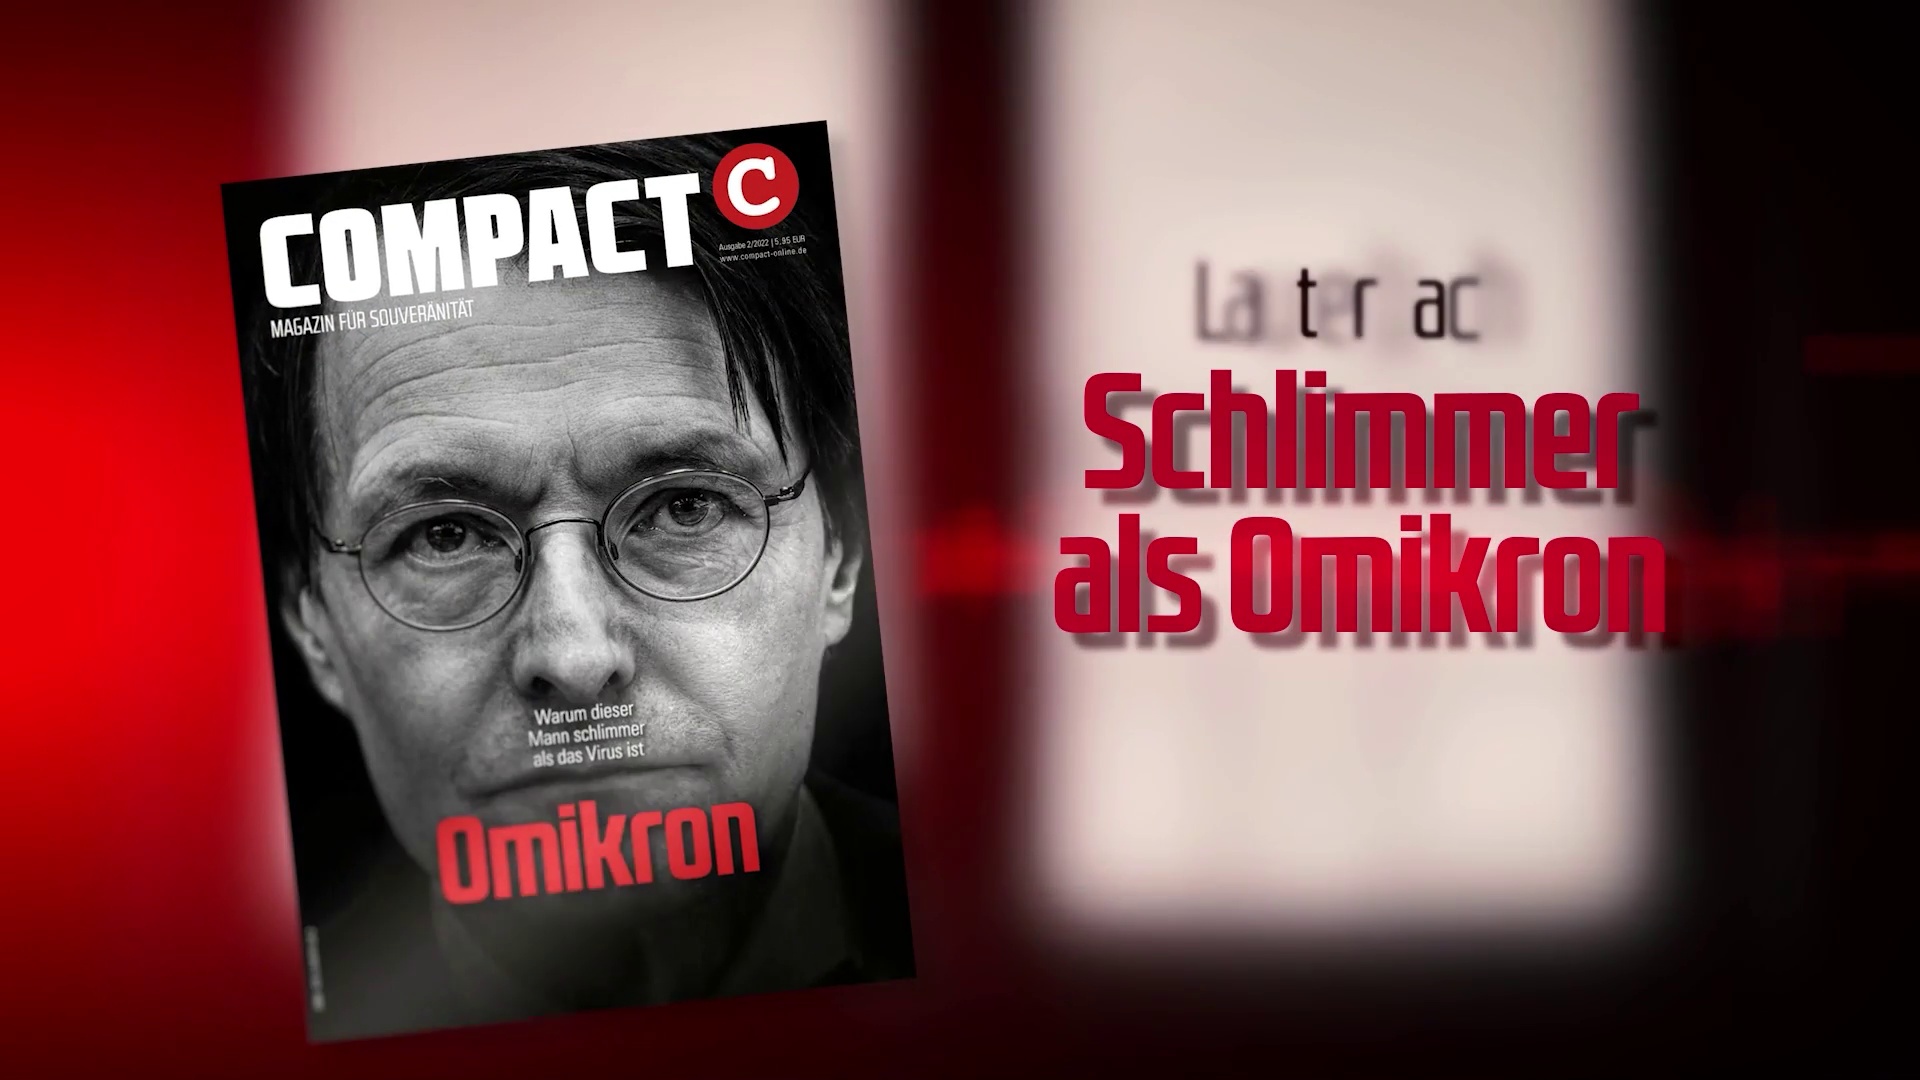 COMPACT
C
Ausgabe 2/2022 | 5,95 EUR
www.compact-online.de
MAGAZIN FÜR SOUVERÄNITÄT
Warum dieser
Mann schlimmer
als das Virus ist
Omikron
Lauterbach
Schlimmer
als Omikron